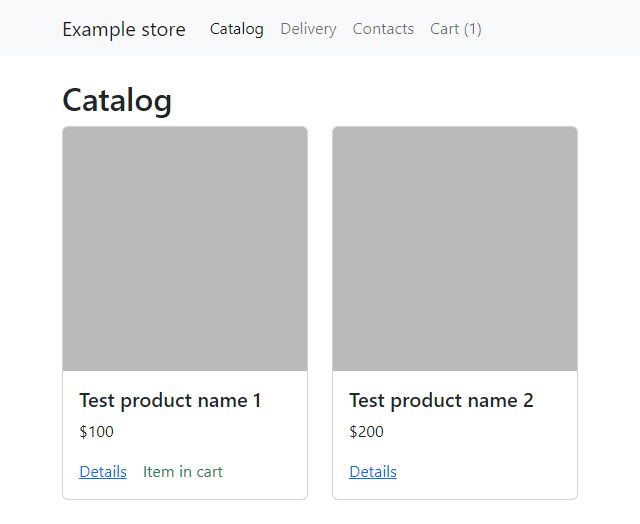 Example store Catalog Delivery Contacts Cart (1)
Catalog
Test product name 1
$100
Details Item in cart
Test product name 2
$200
Details